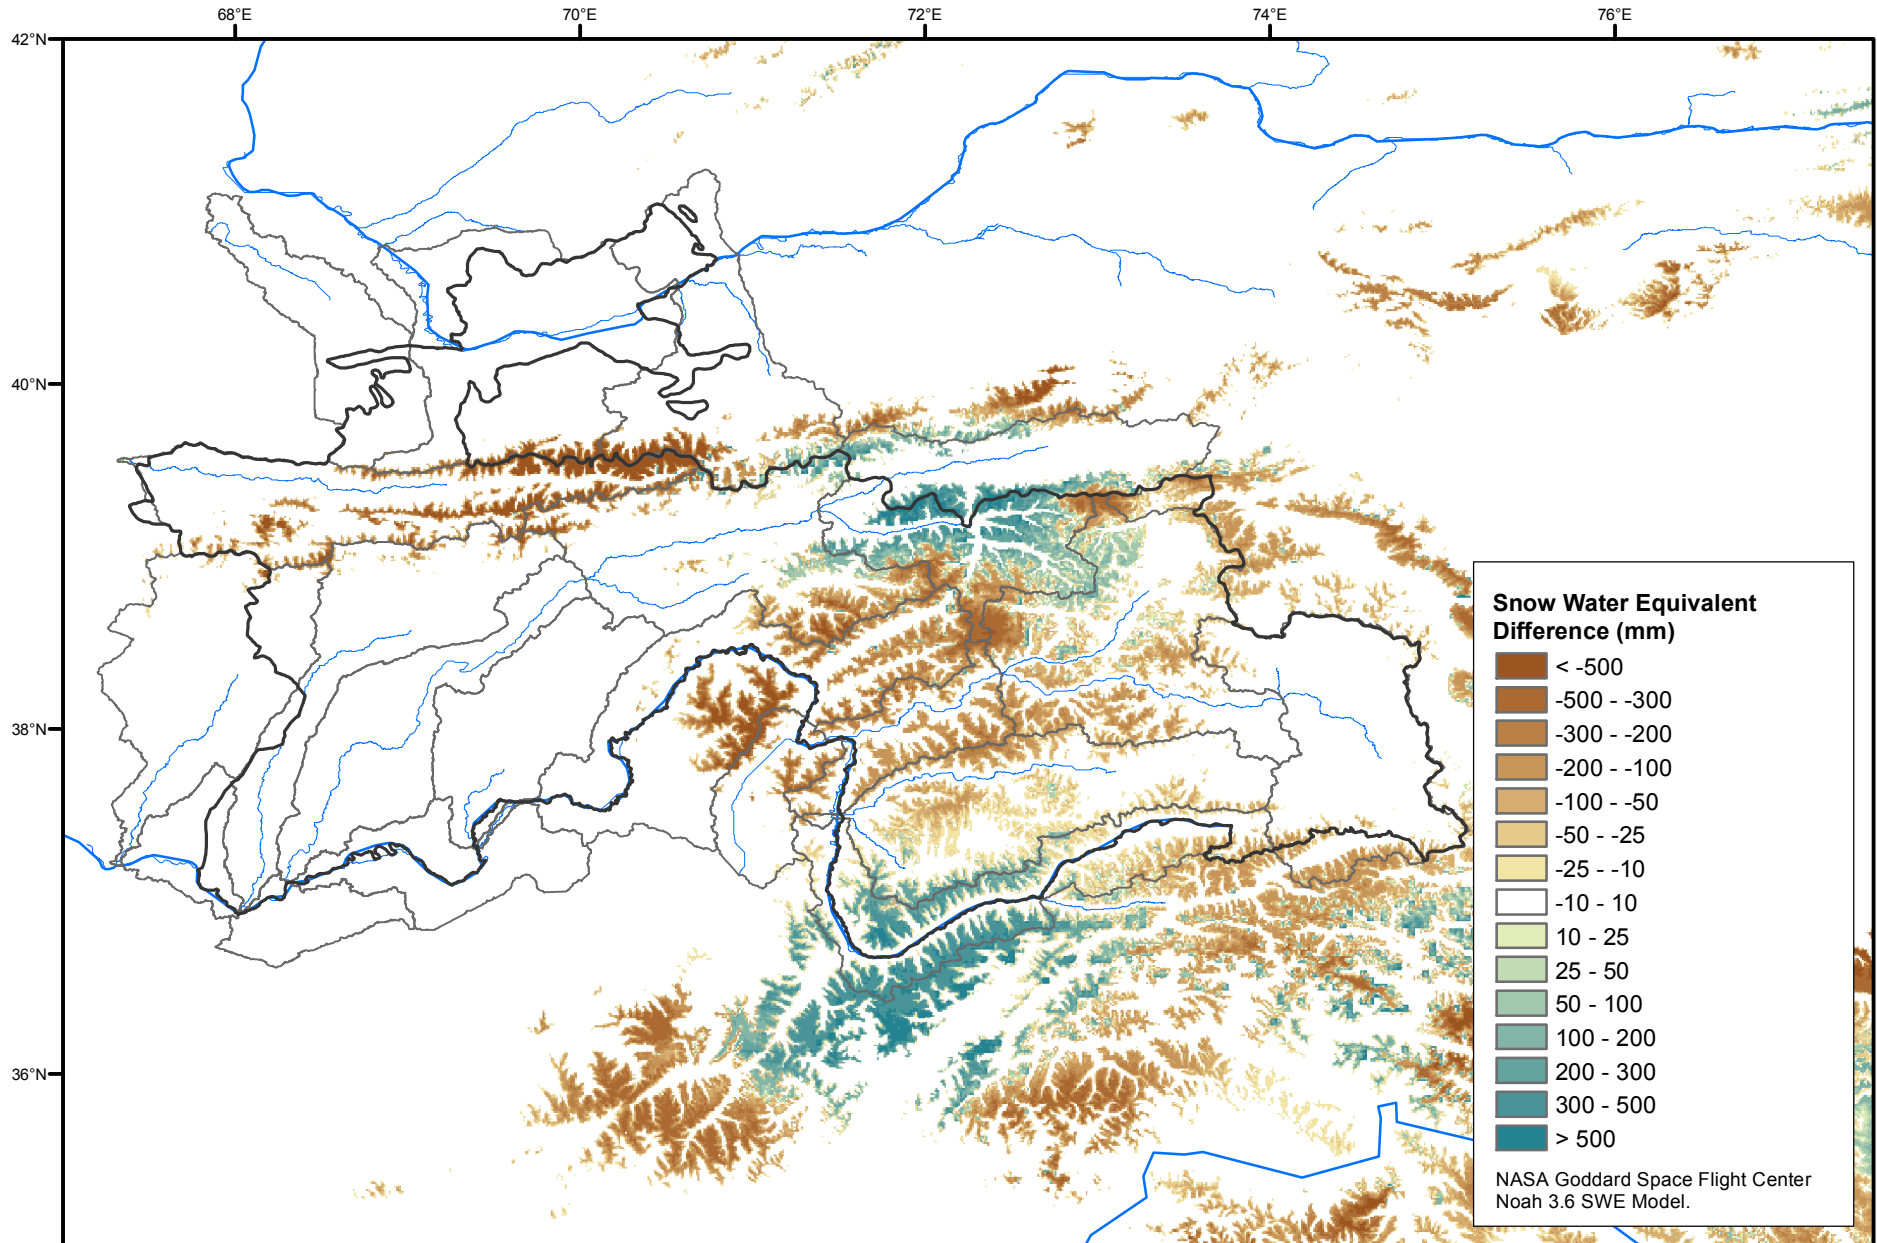 68°E
70°E
72°E
74°E
76°E
42°N
40°N
38°N
36°N
Snow Water Equivalent
Difference (mm)
< -500
-500 - -300
-300 - -200
-200 - -100
-100 - -50
-50 - -25
-25 - -10
-10 - 10
10 - 25
25 - 50
50 - 100
100 - 200
200 - 300
300 - 500
> 500
NASA Goddard Space Flight Center
Noah 3.6 SWE Model.